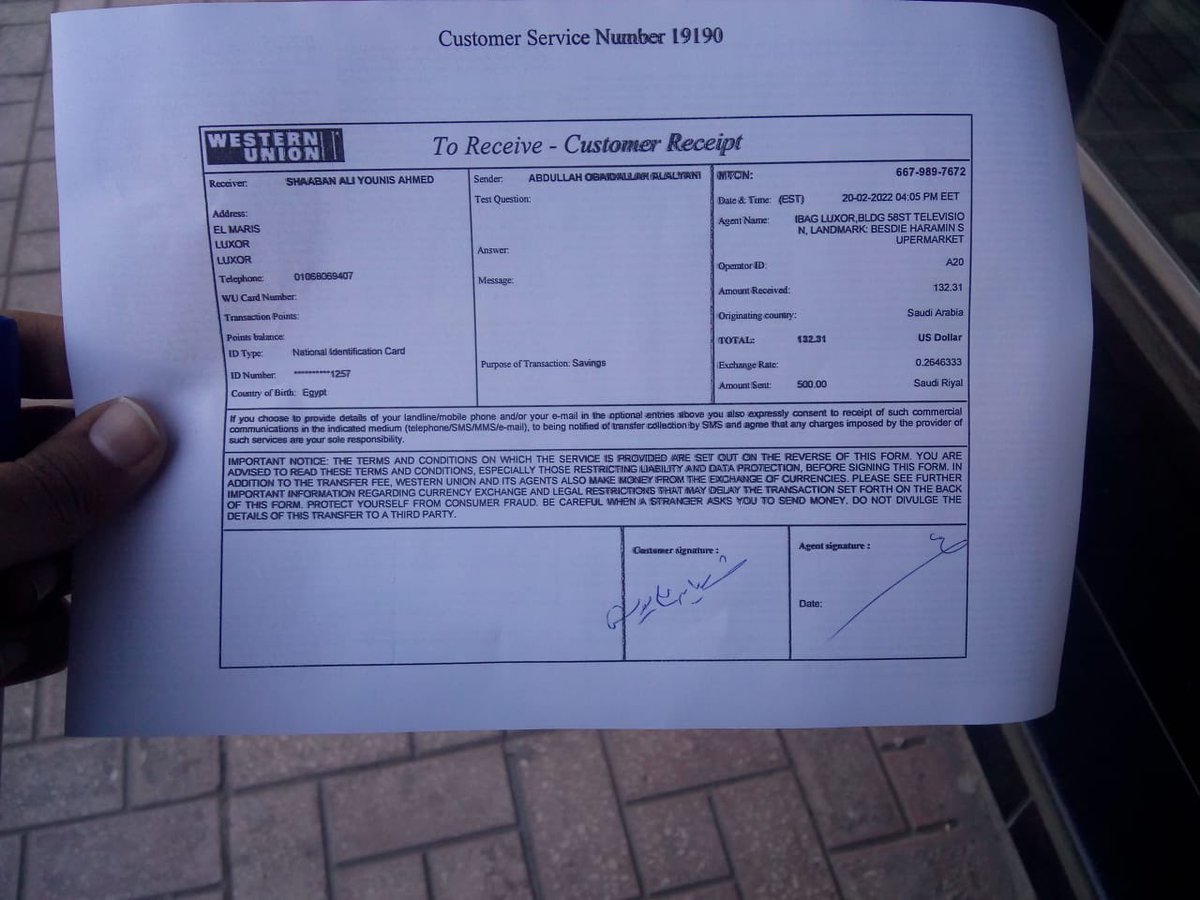 Customer Service Number 19190
WESTERN UNION
To Receive - Customer Receipt
Receiver: SHAABAN ALI YOUNIS AHMED
Address:
EL MARIS
LUXOR
LUXOR
Telephone: 01068069407
WU Card Number:
Transaction Points:
Points balance:
ID Type: National Identification Card
ID Number: **********1257
Country of Birth: Egypt
Sender: ABDULLAH OBAIDALLAH
Test Question:
Answer:
Message:
Purpose of Transaction: Savings
MTCN: 667-989-7672
Date & Time: (EST) 20-02-2022 04:05 PM EET
Agent Name: IBAG LUXOR,BLDG 58ST TELEVISIO
N, LANDMARK: BESDIE HARAMIN S
UPERMARKET
Operator ID: A20
Amount Received: 132.31
Originating country: Saudi Arabia
TOTAL: 132.31 US Dollar
Exchange Rate: 0.2646333
Amount Sent: 500.00 Saudi Riyal
If you choose to provide details of your landline/mobile phone and/or your e-mail in the optional entries above you also expressly consent to receipt of such commercial
communications in the indicated medium (telephone/SMS/MMS/e-mail), to being notified of transfer collection by SMS and agree that any charges imposed by the provider of
such services are your sole responsibility.
IMPORTANT NOTICE: THE TERMS AND CONDITIONS ON WHICH THE SERVICE IS PROVIDED ARE SET OUT ON THE REVERSE OF THIS FORM. YOU ARE
ADVISED TO READ THESE TERMS AND CONDITIONS, ESPECIALLY THOSE RESTRICTING LIABILITY AND DATA PROTECTION, BEFORE SIGNING THIS FORM. IN
ADDITION TO THE TRANSFER FEE, WESTERN UNION AND ITS AGENTS ALSO MAKE MONEY FROM THE EXCHANGE OF CURRENCIES. PLEASE SEE FURTHER
IMPORTANT INFORMATION REGARDING CURRENCY EXCHANGE AND LEGAL RESTRICTIONS THAT MAY DELAY THE TRANSACTION SET FORTH ON THE BACK
OF THIS FORM. PROTECT YOURSELF FROM CONSUMER FRAUD. BE CAREFUL WHEN A STRANGER ASKS YOU TO SEND MONEY. DO NOT DIVULGE THE
DETAILS OF THIS TRANSFER TO A THIRD PARTY.
Customer signature :
Agent signature :
Date: